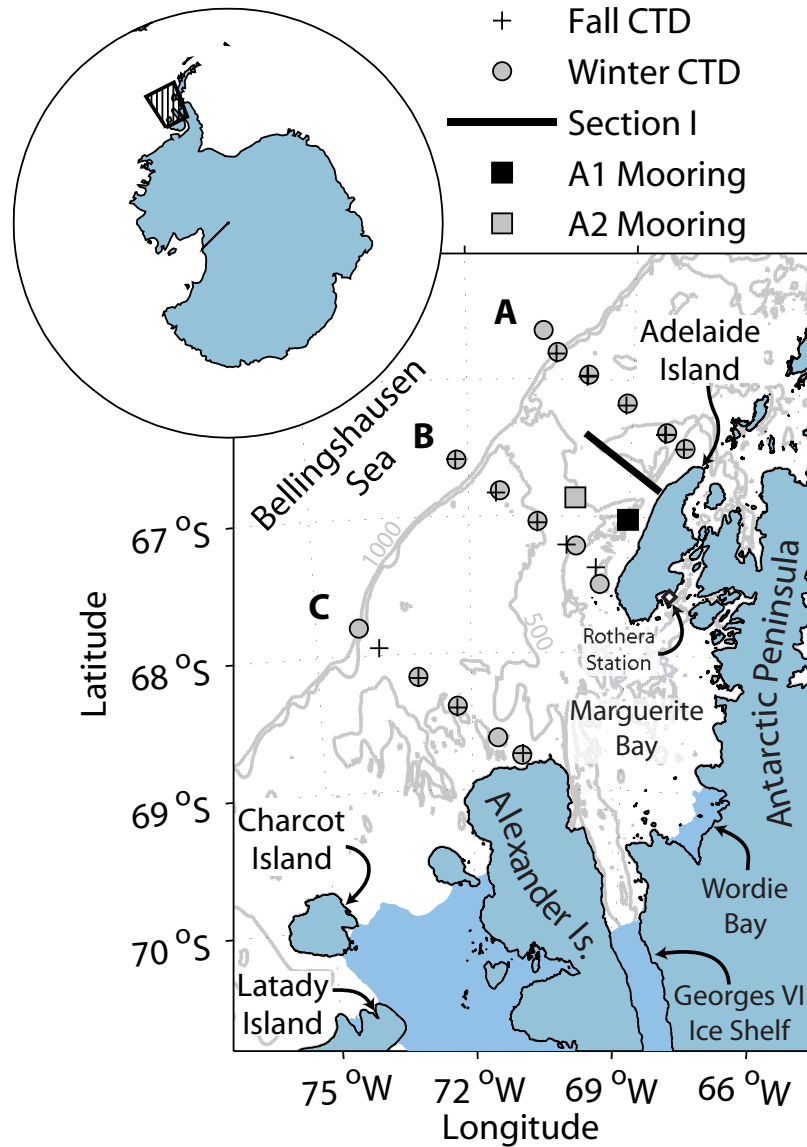 Fall CTD
Winter CTD
Section I
A1 Mooring
A2 Mooring
A
Adelaide
Island
Bellingshausen
Sea
B
1000
67 °S
C
500
Rothera
Station
Latitude
68 °S
Marguerite
Bay
Antarctic Peninsula
69 °S
Charcot
Island
Alexander Is.
Wordie
Bay
70 °S
Latady
Island
Georges VI
Ice Shelf
75 °W
72 °W
69 °W
66 °W
Longitude